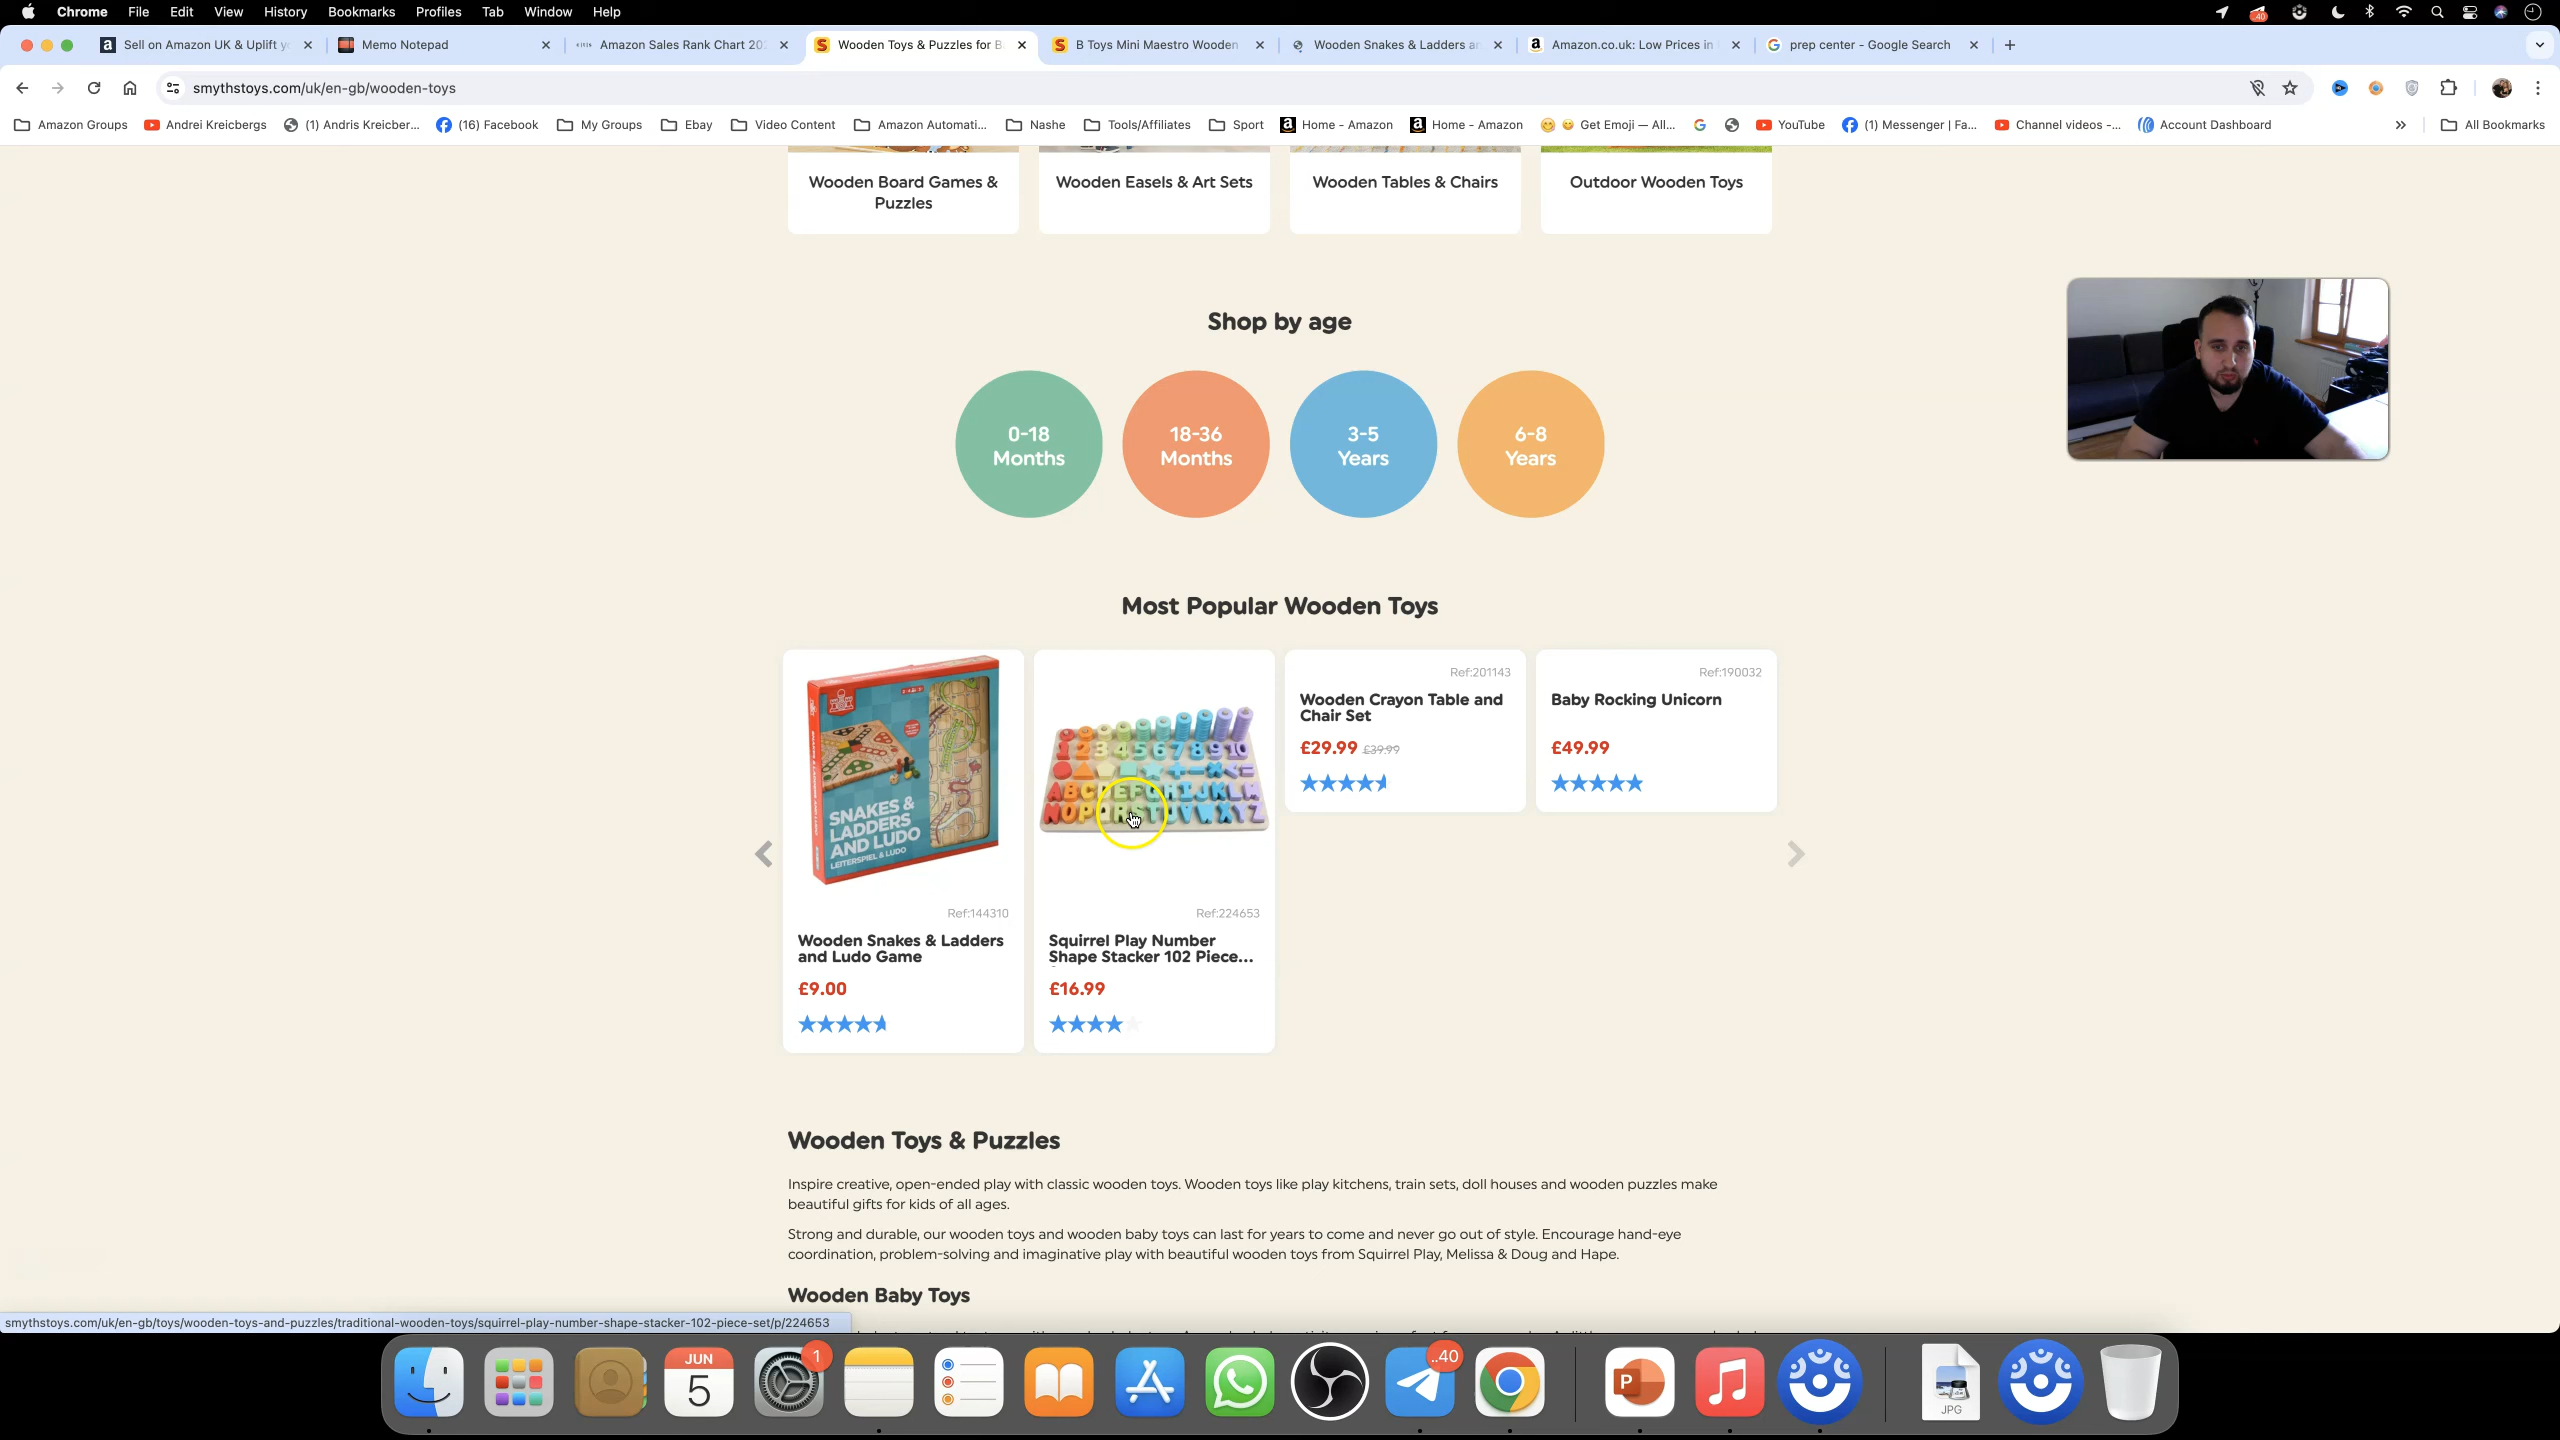 Chrome File Edit View History Bookmarks Profiles Tab Window Help
Sell on Amazon UK & Uplift yo
Memo Notepad
Amazon Sales Rank Chart 202
Wooden Toys & Puzzles for B
B Toys Mini Maestro Wooden
Wooden Snakes & Ladders an
Amazon.co.uk: Low Prices in
prep center - Google Search
smythstoys.com/uk/en-gb/wooden-toys
Amazon Groups
Andrei Kreicbergs
(1) Andris Kreicber...
(16) Facebook
My Groups
Ebay
Video Content
Amazon Automati...
Nashe
Tools/Affiliates
Sport
Home - Amazon
Home - Amazon
Get Emoji — All...
YouTube
(1) Messenger | Fa...
Channel videos -...
Account Dashboard
All Bookmarks
Wooden Board Games &
Puzzles
Wooden Easels & Art Sets
Wooden Tables & Chairs
Outdoor Wooden Toys
Shop by age
0-18
Months
18-36
Months
3-5
Years
6-8
Years
Most Popular Wooden Toys
SNAKES &
LADDERS
AND LUDO
LEITERSPIEL & LUDO
Ref:144310
Wooden Snakes & Ladders
and Ludo Game
£9.00
Ref:224653
Squirrel Play Number
Shape Stacker 102 Piece...
£16.99
Ref:201143
Wooden Crayon Table and
Chair Set
£29.99 £39.99
Ref:190032
Baby Rocking Unicorn
£49.99
Wooden Toys & Puzzles
Inspire creative, open-ended play with classic wooden toys. Wooden toys like play kitchens, train sets, doll houses and wooden puzzles make
beautiful gifts for kids of all ages.
Strong and durable, our wooden toys and wooden baby toys can last for years to come and never go out of style. Encourage hand-eye
coordination, problem-solving and imaginative play with beautiful wooden toys from Squirrel Play, Melissa & Doug and Hape.
Wooden Baby Toys
smythstoys.com/uk/en-gb/toys/wooden-toys-and-puzzles/traditional-wooden-toys/squirrel-play-number-shape-stacker-102-piece-set/p/224653
JUN
5
1
..40
P
JPG